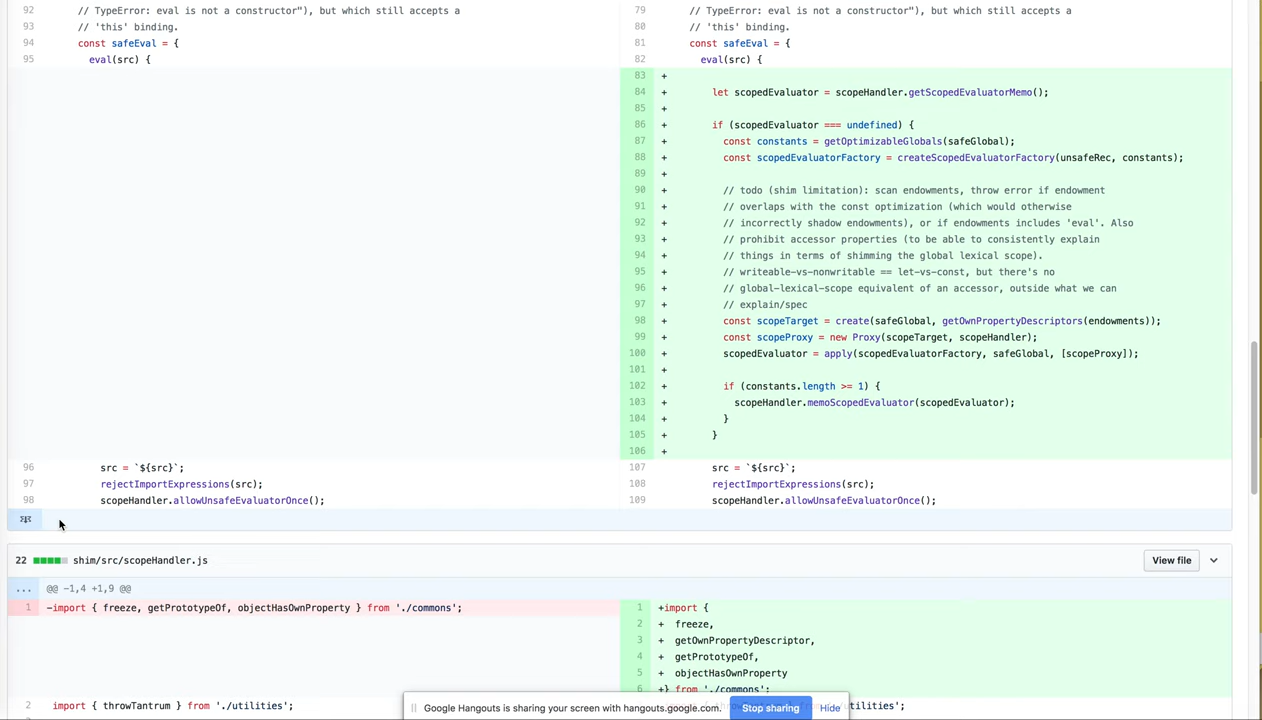 92 // TypeError: eval is not a constructor"), but which still accepts a
93 // 'this' binding.
94 const safeEval = {
95 eval(src) {
79 // TypeError: eval is not a constructor"), but which still accepts a
80 // 'this' binding.
81 const safeEval = {
82 eval(src) {
83 +
84 + let scopedEvaluator = scopeHandler.getScopedEvaluatorMemo();
85 +
86 + if (scopedEvaluator === undefined) {
87 + const constants = getOptimizableGlobals(safeGlobal);
88 + const scopedEvaluatorFactory = createScopedEvaluatorFactory(unsafeRec, constants);
89 +
90 + // todo (shim limitation): scan endowments, throw error if endowment
91 + // overlaps with the const optimization (which would otherwise
92 + // incorrectly shadow endowments), or if endowments includes 'eval'. Also
93 + // prohibit accessor properties (to be able to consistently explain
94 + // things in terms of shimming the global lexical scope).
95 + // writeable-vs-nonwritable == let-vs-const, but there's no
96 + // global-lexical-scope equivalent of an accessor, outside what we can
97 + // explain/spec
98 + const scopeTarget = create(safeGlobal, getOwnPropertyDescriptors(endowments));
99 + const scopeProxy = new Proxy(scopeTarget, scopeHandler);
100 + scopedEvaluator = apply(scopedEvaluatorFactory, safeGlobal, [scopeProxy]);
101 +
102 + if (constants.length >= 1) {
103 + scopeHandler.memoScopedEvaluator(scopedEvaluator);
104 + }
105 + }
106 +
96 src = `${src}`;
97 rejectImportExpressions(src);
98 scopeHandler.allowUnsafeEvaluatorOnce();
107 src = `${src}`;
108 rejectImportExpressions(src);
109 scopeHandler.allowUnsafeEvaluatorOnce();
22 shim/src/scopeHandler.js
View file
... @@ -1,4 +1,9 @@
1 -import { freeze, getPrototypeOf, objectHasOwnProperty } from './commons';
1 +import {
2 + freeze,
3 + getOwnPropertyDescriptor,
4 + getPrototypeOf,
5 + objectHasOwnProperty
6 +} from './commons';
2 import { throwTantrum } from './utilities';
utilities';
Google Hangouts is sharing your screen with hangouts.google.com.
Stop sharing
Hide